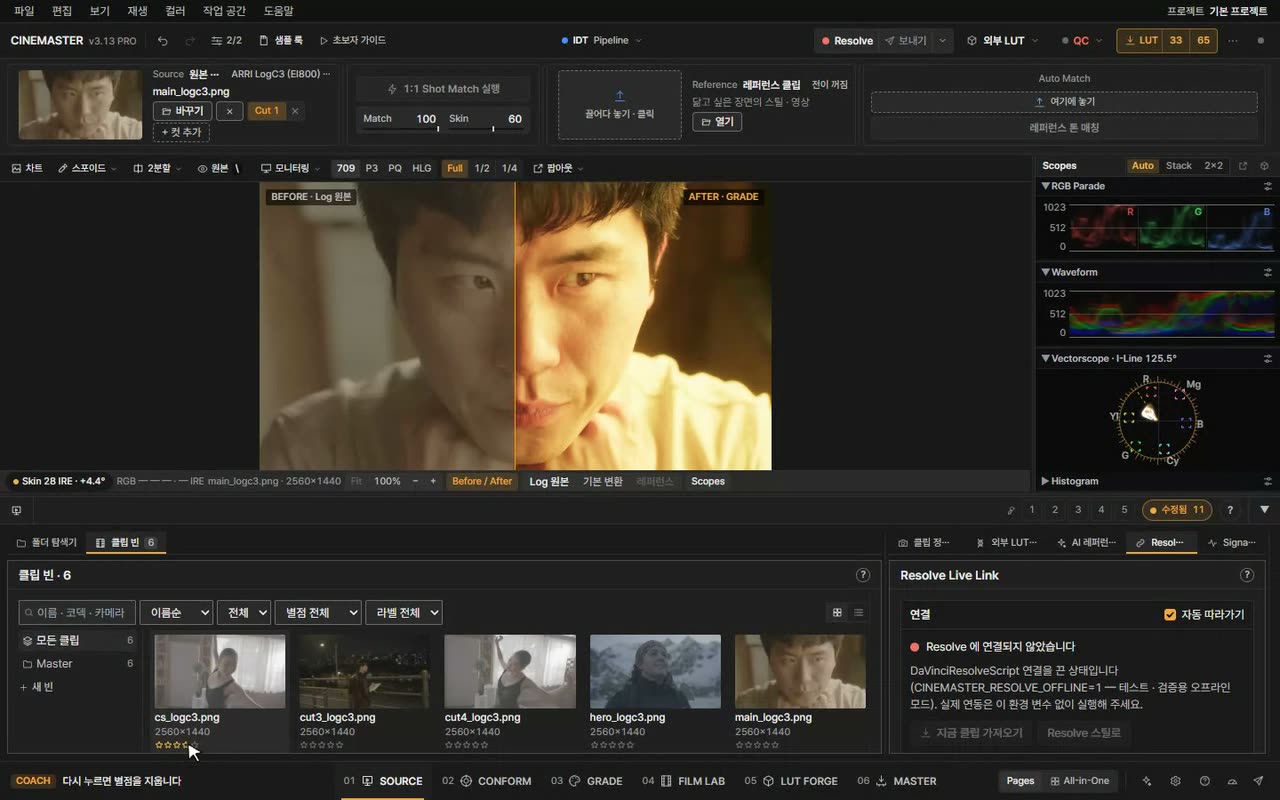 파일 편집 보기 재생 컬러 작업 공간 도움말 프로젝트 기본 프로젝트
CINEMASTER v3.13 PRO 2/2 샘플 룩 초보자 가이드 IDT Pipeline Resolve 보내기 외부 LUT QC LUT 33 65 ···
Source 원본 ··· ARRI LogC3 (EI800) ···
main_logc3.png
바꾸기 × Cut 1 ×
+ 컷 추가
1:1 Shot Match 실행
Match 100 Skin 60
끌어다 놓기 · 클릭
Reference 레퍼런스 클립 전이 꺼짐
닮고 싶은 장면의 스틸 · 영상
열기
Auto Match
여기에 놓기
레퍼런스 톤 매칭
차트 스포이드 2분할 원본 \ 모니터링 709 P3 PQ HLG Full 1/2 1/4 팝아웃
BEFORE · Log 원본 AFTER · GRADE
Scopes Auto Stack 2×2
RGB Parade
1023
512
0
R G B
Waveform
1023
512
0
Vectorscope · I-Line 125.5°
R Mg
Yl B
G Cy
Histogram
Skin 28 IRE · +4.4° RGB — — — · — IRE main_logc3.png · 2560×1440 Fit 100% − + Before / After Log 원본 기본 변환 레퍼런스 Scopes
1 2 3 4 5 수정됨 11 ?
폴더 탐색기 클립 빈 6
클립 정··· 외부 LUT··· AI 레퍼런··· Resol··· Signa···
클립 빈 · 6 ?
이름 · 코덱 · 카메라 이름순 전체 별점 전체 라벨 전체
모든 클립 6
Master 6
+ 새 빈
cs_logc3.png cut3_logc3.png cut4_logc3.png hero_logc3.png main_logc3.png
2560×1440 2560×1440 2560×1440 2560×1440 2560×1440
Resolve Live Link ?
연결 자동 따라가기
Resolve 에 연결되지 않았습니다
DaVinciResolveScript 연결을 끈 상태입니다
(CINEMASTER_RESOLVE_OFFLINE=1 — 테스트 · 검증용 오프라인
모드). 실제 연동은 이 환경 변수 없이 실행해 주세요.
지금 클립 가져오기 Resolve 스틸로
COACH 다시 누르면 별점을 지웁니다
01 SOURCE 02 CONFORM 03 GRADE 04 FILM LAB 05 LUT FORGE 06 MASTER Pages All-in-One